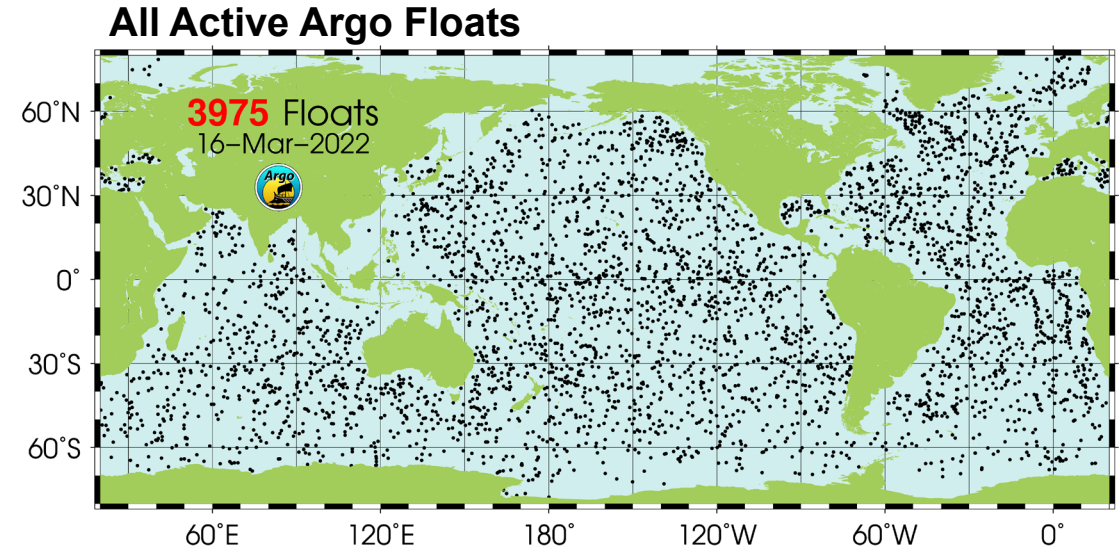 All Active Argo Floats
3975 Floats
16–Mar–2022
Argo
60˚N
30˚N
0˚
30˚S
60˚S
60˚E
120˚E
180˚
120˚W
60˚W
0˚